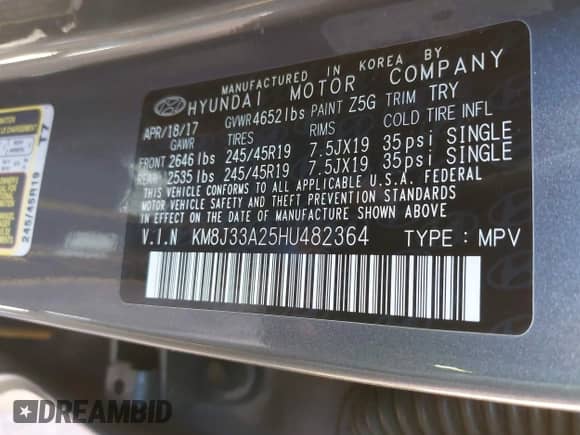 MANUFACTURED IN KOREA BY
HYUNDAI MOTOR COMPANY
APR/18/17 GVWR4652lbs PAINT Z5G TRIM TRY
GAWR TIRES RIMS COLD TIRE INFL
FRONT 2646 lbs 245/45R19 7.5JX19 35psi SINGLE
REAR 2535 lbs 245/45R19 7.5JX19 35psi SINGLE
THIS VEHICLE CONFORMS TO ALL APPLICABLE U.S.A. FEDERAL
MOTOR VEHICLE SAFETY AND THEFT PREVENTION STANDARDS
IN EFFECT ON THE DATE OF MANUFACTURE SHOWN ABOVE.
V.I.N KM8J33A25HU482364 TYPE : MPV
T7
245/45R19
DREAMBID